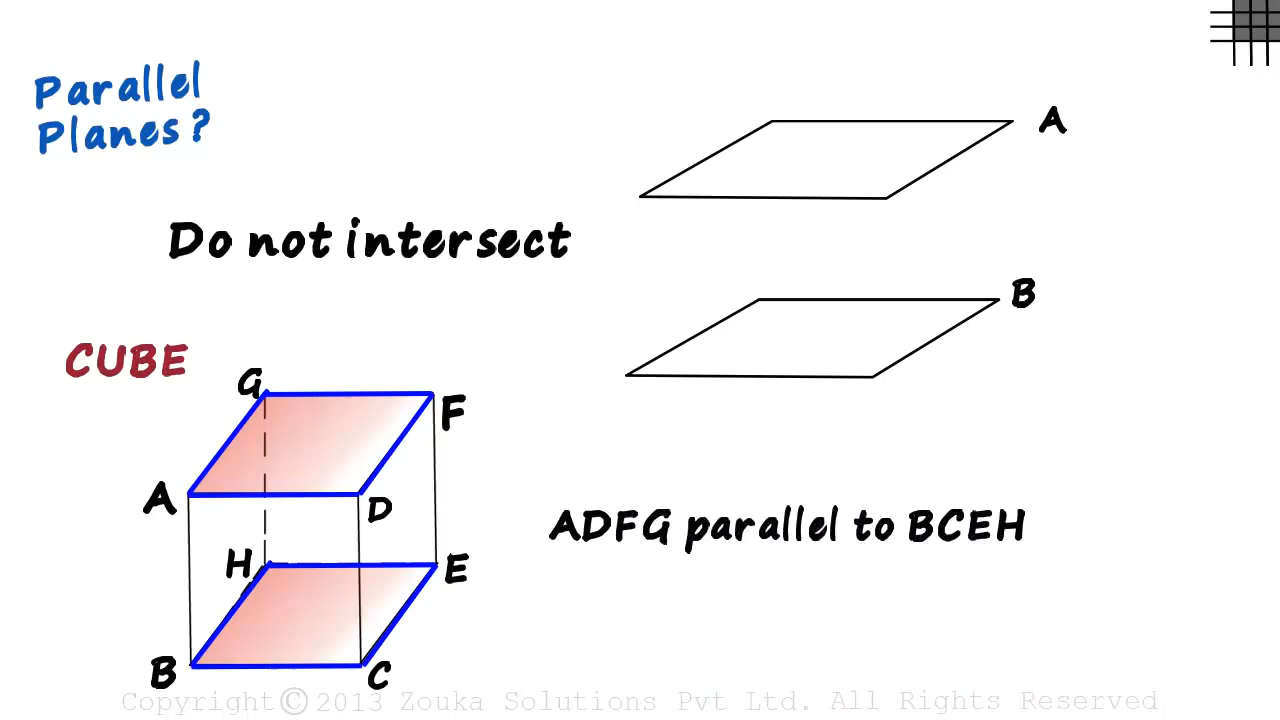 Parallel
Planes?
A
Do not intersect
B
CUBE
G
F
A
D
ADFG parallel to BCEH
H
E
B
C
Copyright© 2013 Zouka Solutions Pvt Ltd. All Rights Reserved